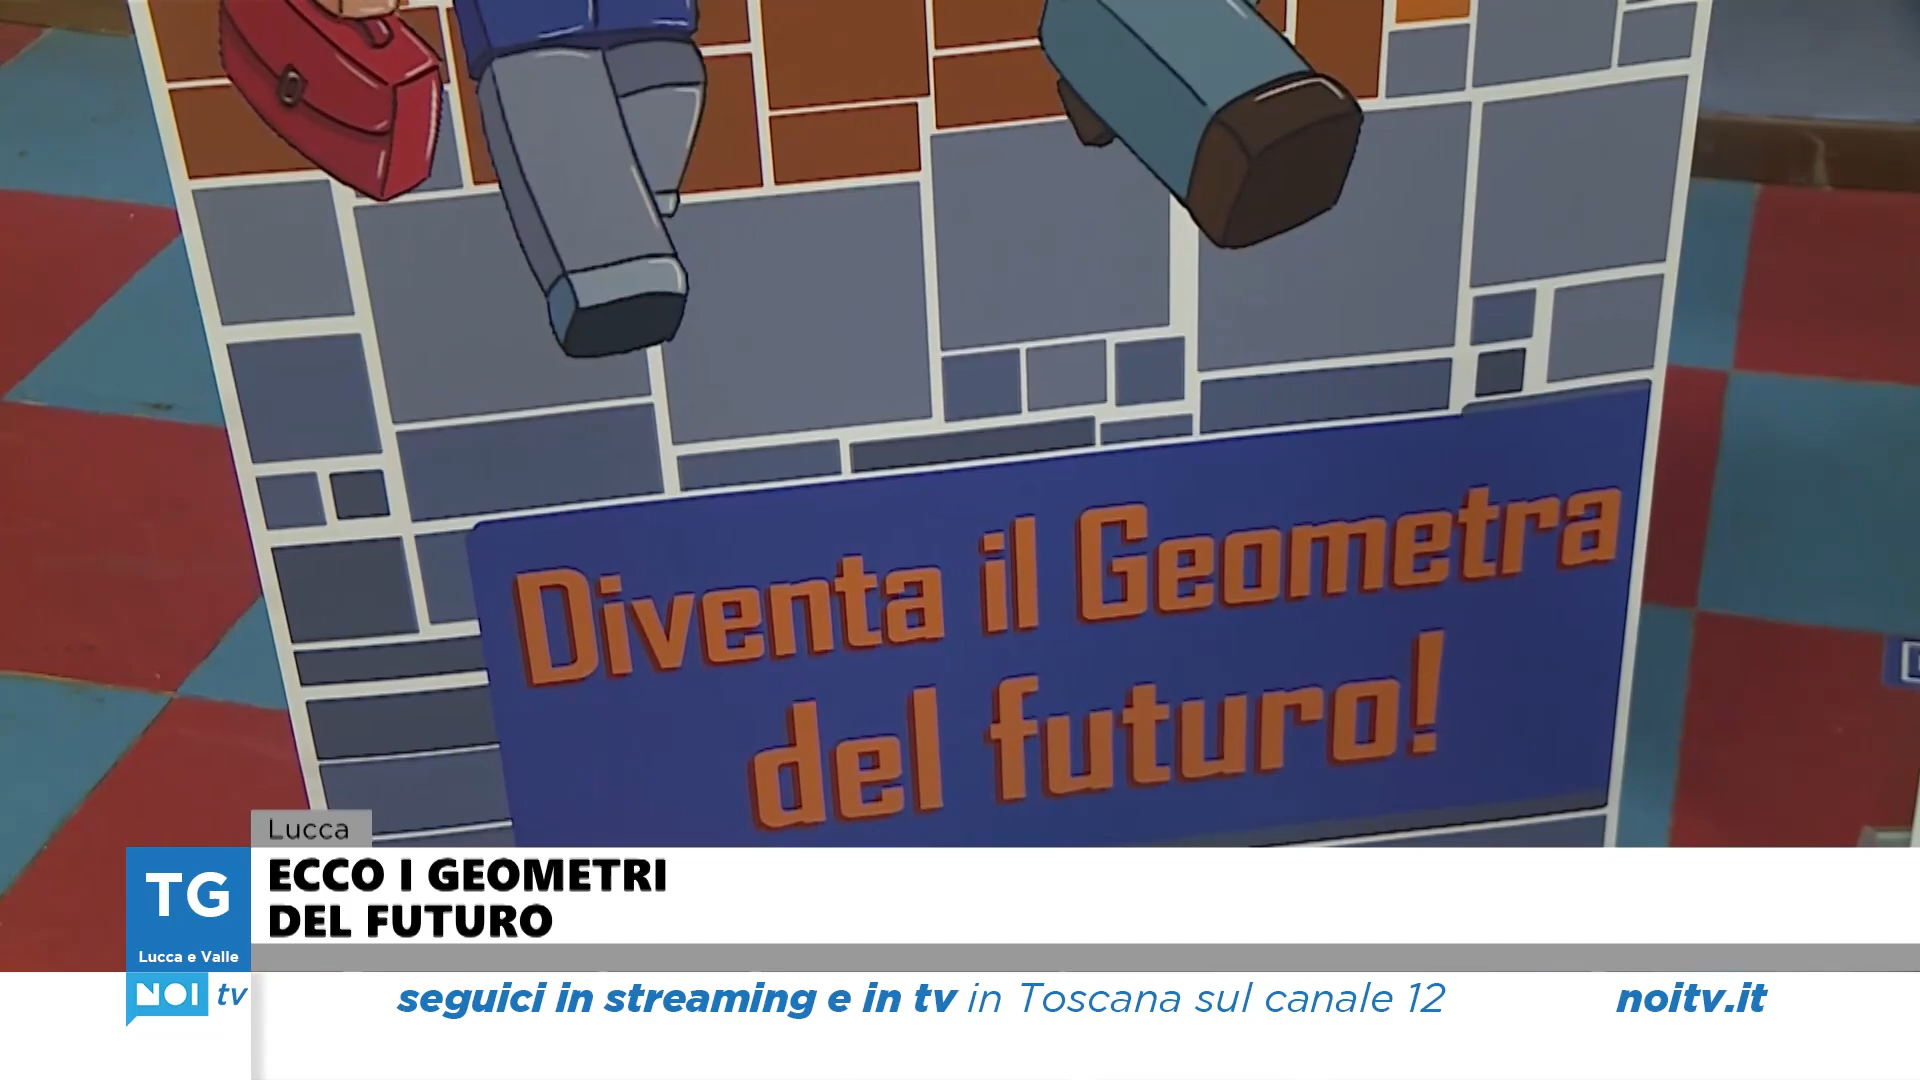 Diventa il Geometra
del futuro!
Lucca
ECCO I GEOMETRI
DEL FUTURO
TG
Lucca e Valle
NOI tv
seguici in streaming e in tv in Toscana sul canale 12
noitv.it